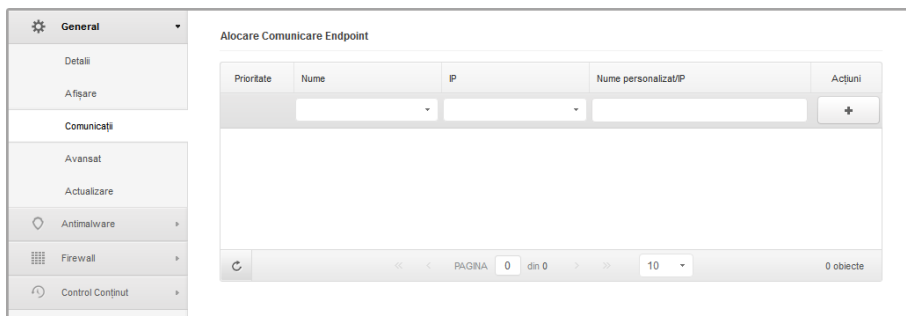 General
Detalii
Afișare
Comunicații
Avansat
Actualizare
Antimalware
Firewall
Control Conținut
Alocare Comunicare Endpoint
Prioritate Nume IP Nume personalizat/IP Acțiuni
PAGINA 0 din 0 10 0 obiecte